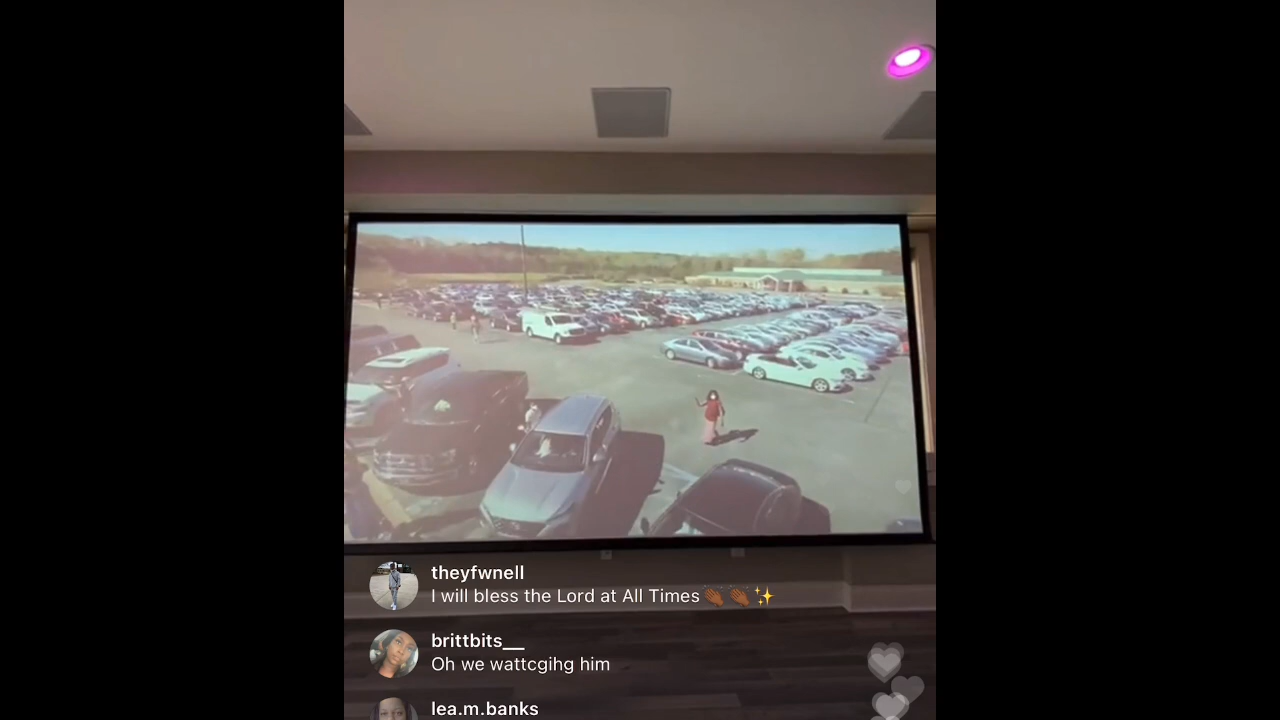 theyfwnell
I will bless the Lord at All Times👏🏾👏🏾✨
brittbits__
Oh we wattcgihg him
lea.m.banks